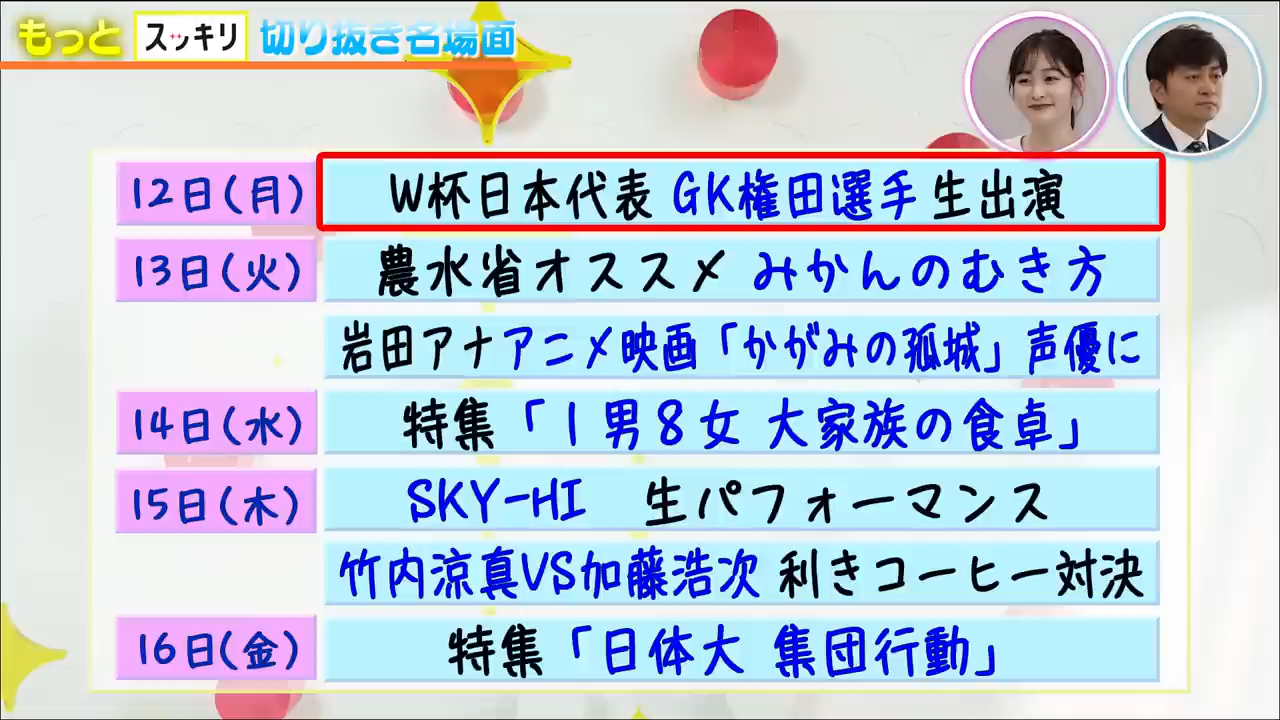 もっと スッキリ 切り抜き名場面
12日(月) W杯日本代表 GK権田選手 生出演
13日(火) 農水省オススメ みかんのむき方
岩田アナアニメ映画「かがみの孤城」声優に
14日(水) 特集「1男8女 大家族の食卓」
15日(木) SKY-HI 生パフォーマンス
竹内涼真VS加藤浩次 利きコーヒー対決
16日(金) 特集「日体大 集団行動」